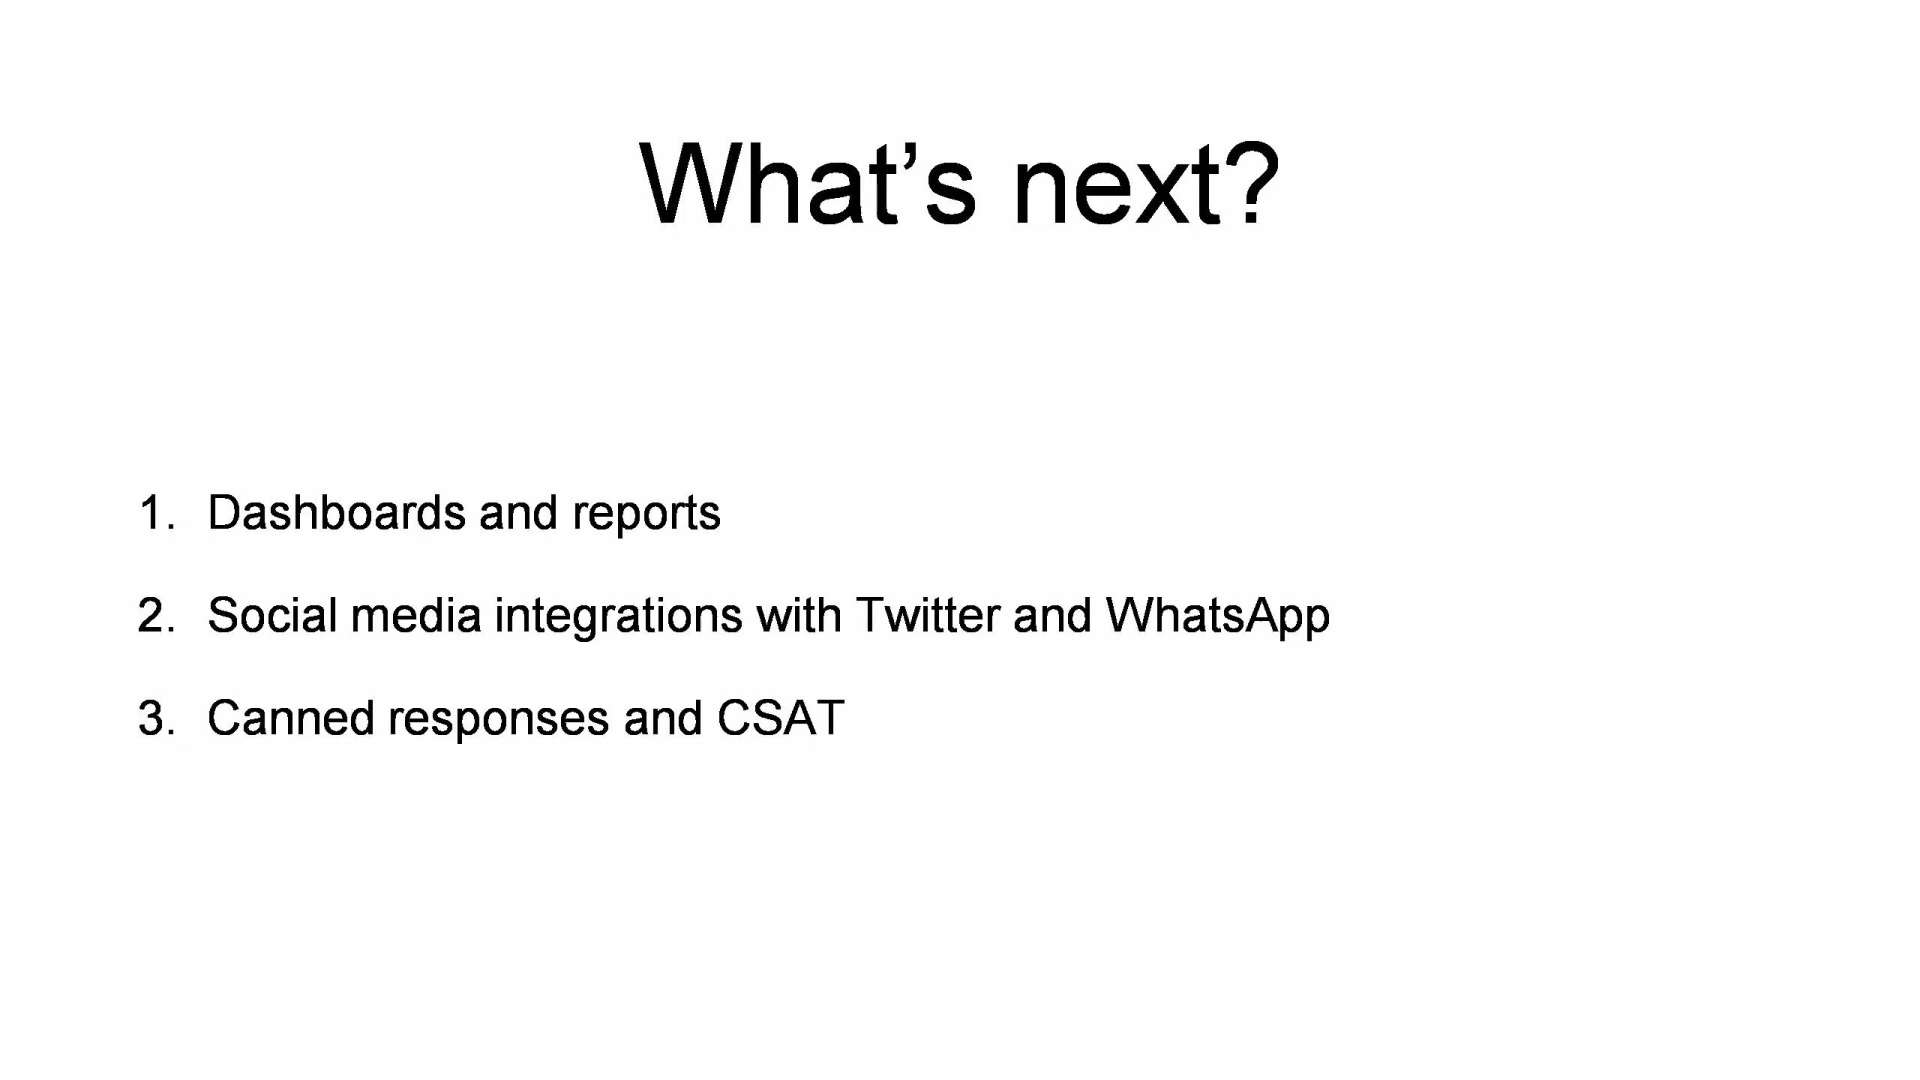 What’s next?
1. Dashboards and reports
2. Social media integrations with Twitter and WhatsApp
3. Canned responses and CSAT